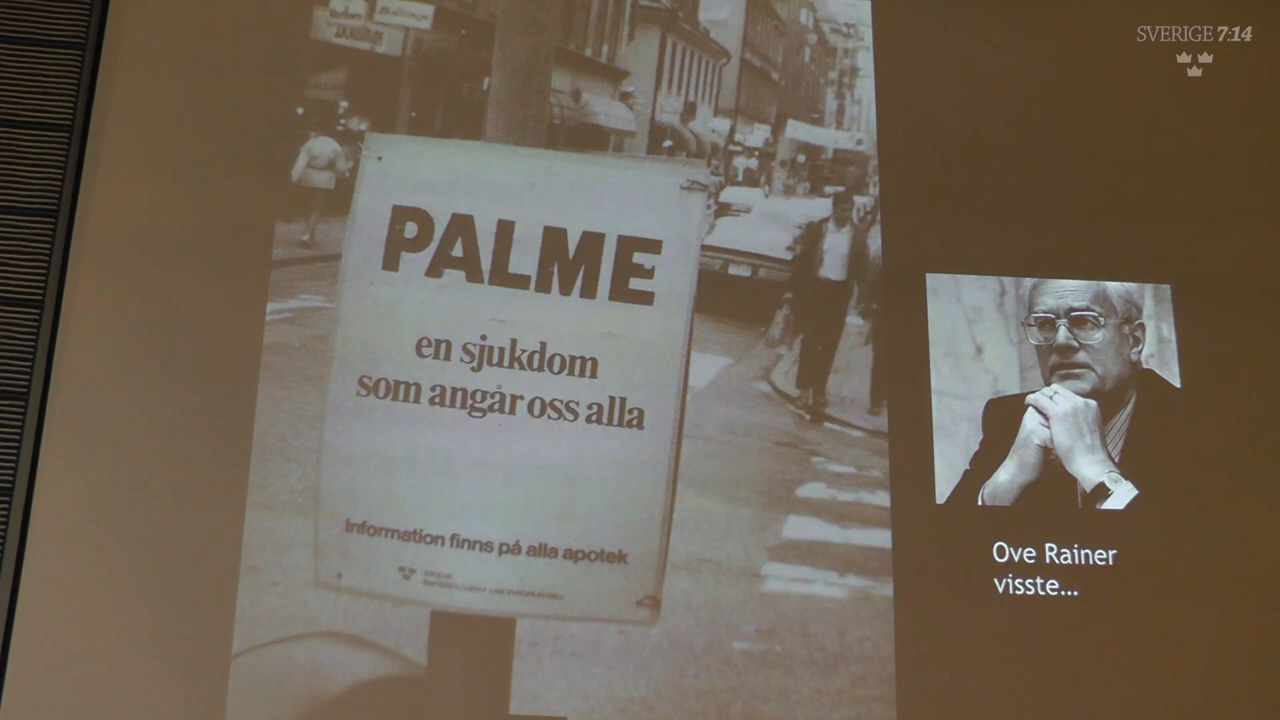 SVERIGE 7:14
PALME
en sjukdom
som angår oss alla
Information finns på alla apotek
Ove Rainer
visste...